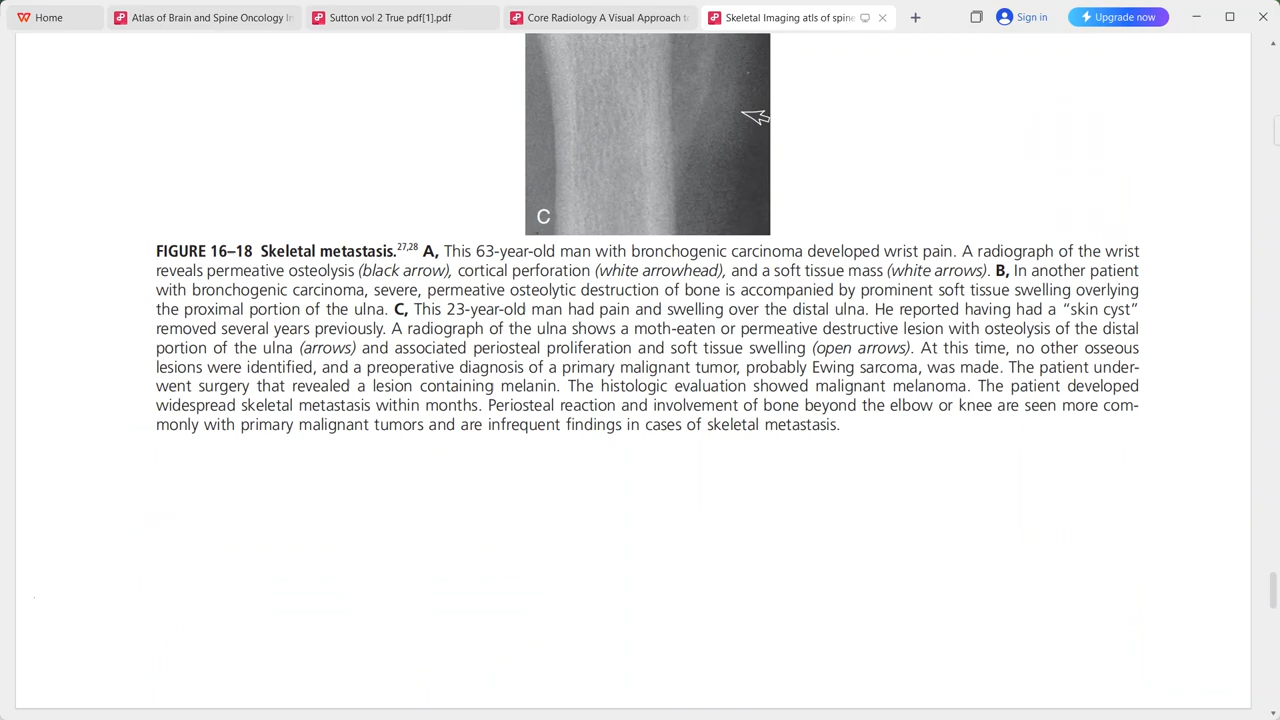 Home
Atlas of Brain and Spine Oncology I
Sutton vol 2 True pdf[1].pdf
Core Radiology A Visual Approach to
Skeletal Imaging atls of spine
Sign in
Upgrade now
C
FIGURE 16–18 Skeletal metastasis.27,28 A, This 63-year-old man with bronchogenic carcinoma developed wrist pain. A radiograph of the wrist
reveals permeative osteolysis (black arrow), cortical perforation (white arrowhead), and a soft tissue mass (white arrows). B, In another patient
with bronchogenic carcinoma, severe, permeative osteolytic destruction of bone is accompanied by prominent soft tissue swelling overlying
the proximal portion of the ulna. C, This 23-year-old man had pain and swelling over the distal ulna. He reported having had a “skin cyst”
removed several years previously. A radiograph of the ulna shows a moth-eaten or permeative destructive lesion with osteolysis of the distal
portion of the ulna (arrows) and associated periosteal proliferation and soft tissue swelling (open arrows). At this time, no other osseous
lesions were identified, and a preoperative diagnosis of a primary malignant tumor, probably Ewing sarcoma, was made. The patient under-
went surgery that revealed a lesion containing melanin. The histologic evaluation showed malignant melanoma. The patient developed
widespread skeletal metastasis within months. Periosteal reaction and involvement of bone beyond the elbow or knee are seen more com-
monly with primary malignant tumors and are infrequent findings in cases of skeletal metastasis.